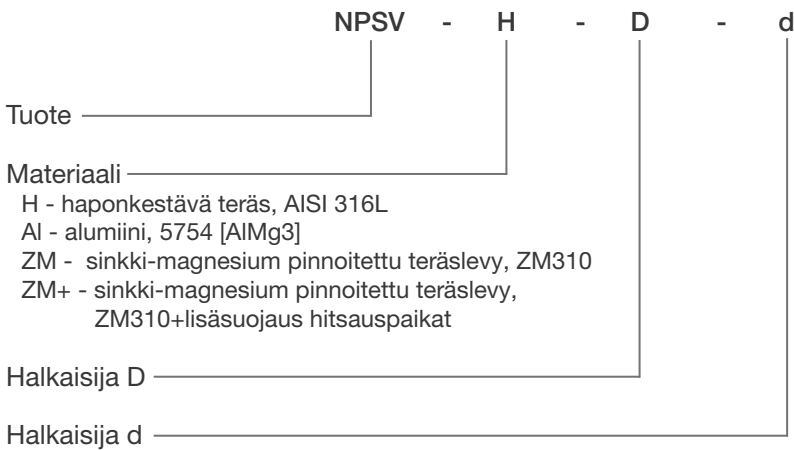 NPSV - H - D - d
Tuote
Materiaali
H - haponkestävä teräs, AISI 316L
Al - alumiini, 5754 [AlMg3]
ZM - sinkki-magnesium pinnoitettu teräslevy, ZM310
ZM+ - sinkki-magnesium pinnoitettu teräslevy,
ZM310+lisäsuojaus hitsauspaikat
Halkaisija D
Halkaisija d